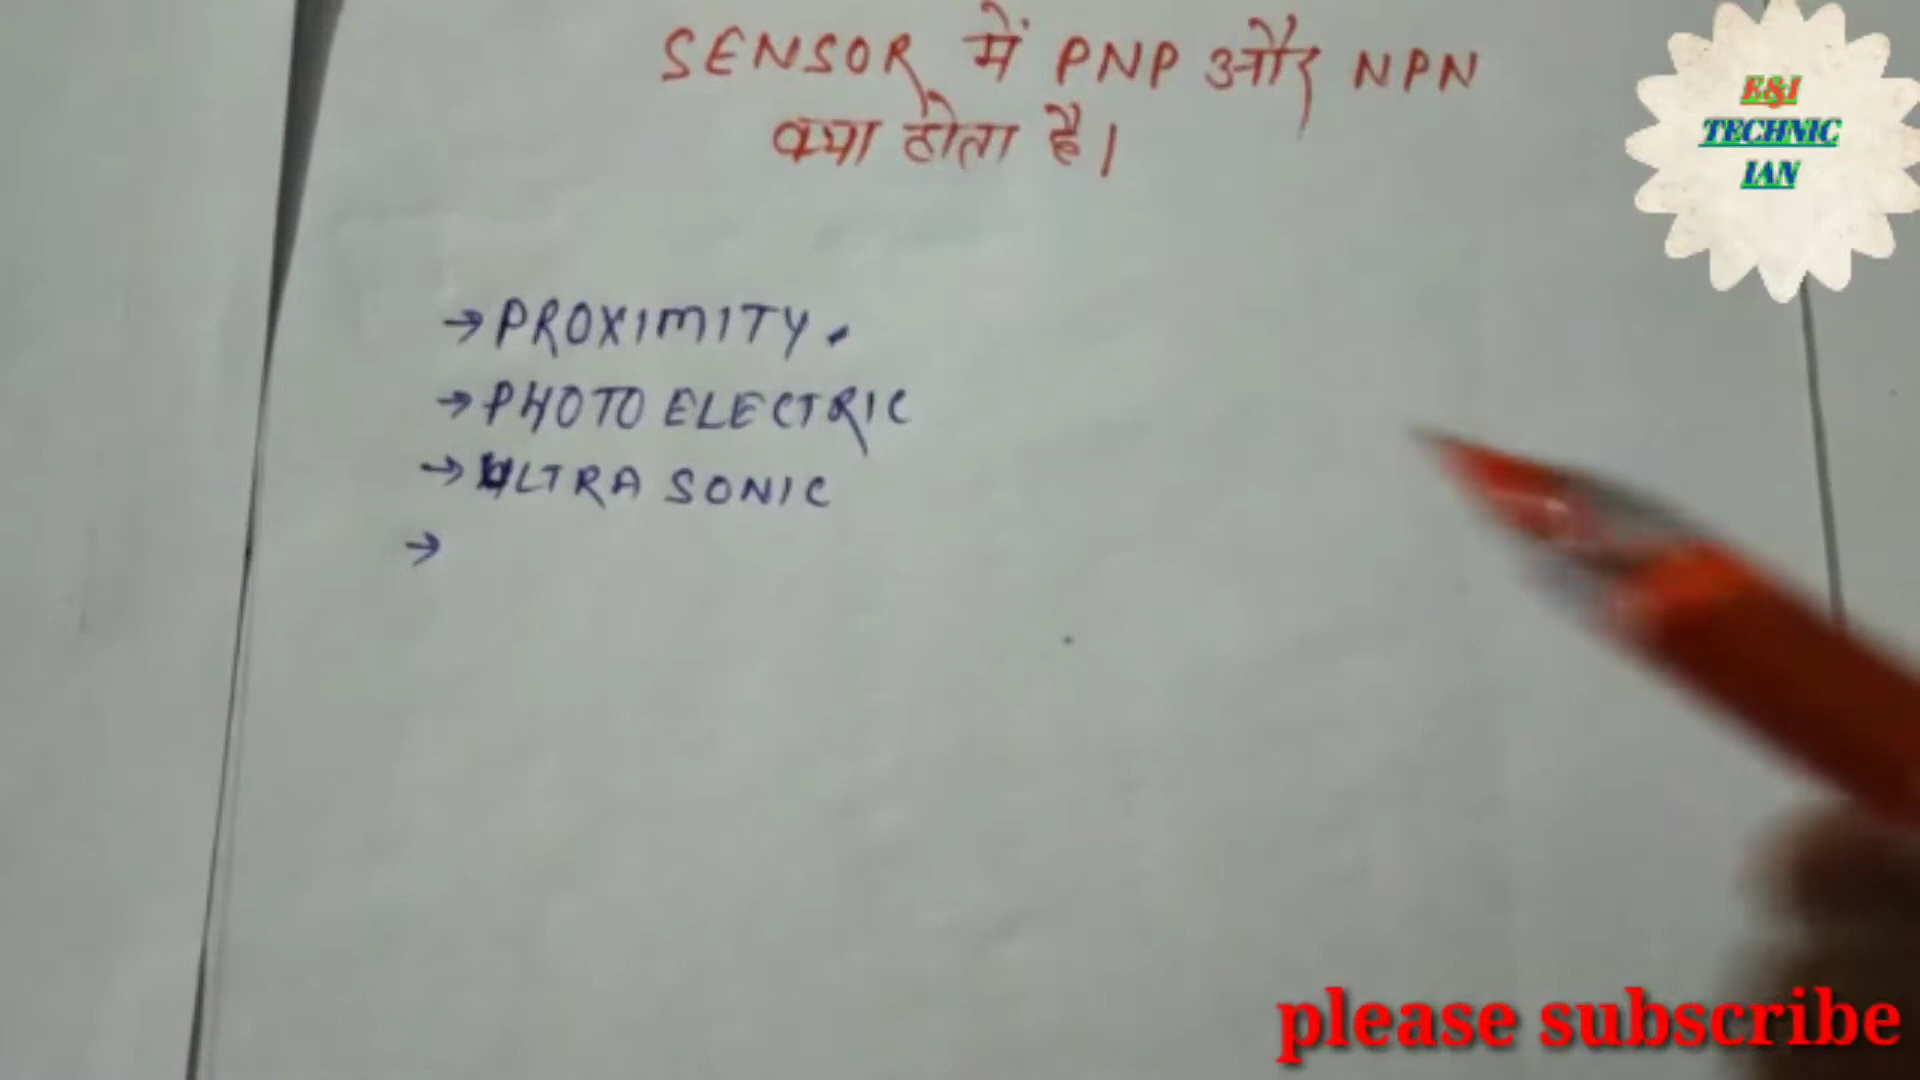 SENSOR में PNP और NPN
क्या होता है।
E&I
TECHNIC
IAN
→ PROXIMITY.
→ PHOTO ELECTRIC
→ ULTRA SONIC
→
please subscribe